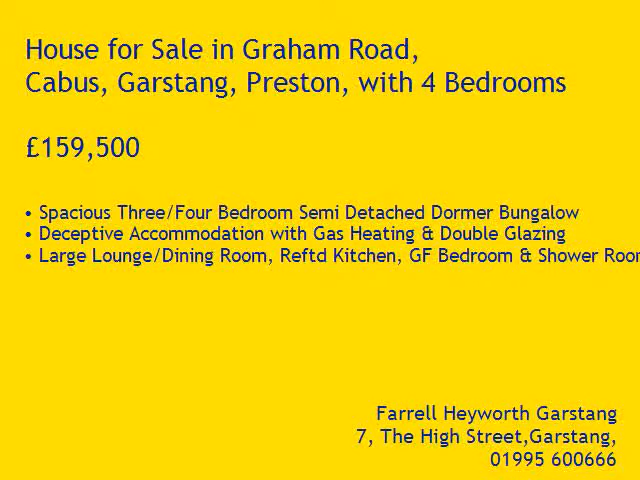 House for Sale in Graham Road,
Cabus, Garstang, Preston, with 4 Bedrooms
£159,500
• Spacious Three/Four Bedroom Semi Detached Dormer Bungalow
• Deceptive Accommodation with Gas Heating & Double Glazing
• Large Lounge/Dining Room, Reftd Kitchen, GF Bedroom & Shower Roo
Farrell Heyworth Garstang
7, The High Street,Garstang,
01995 600666